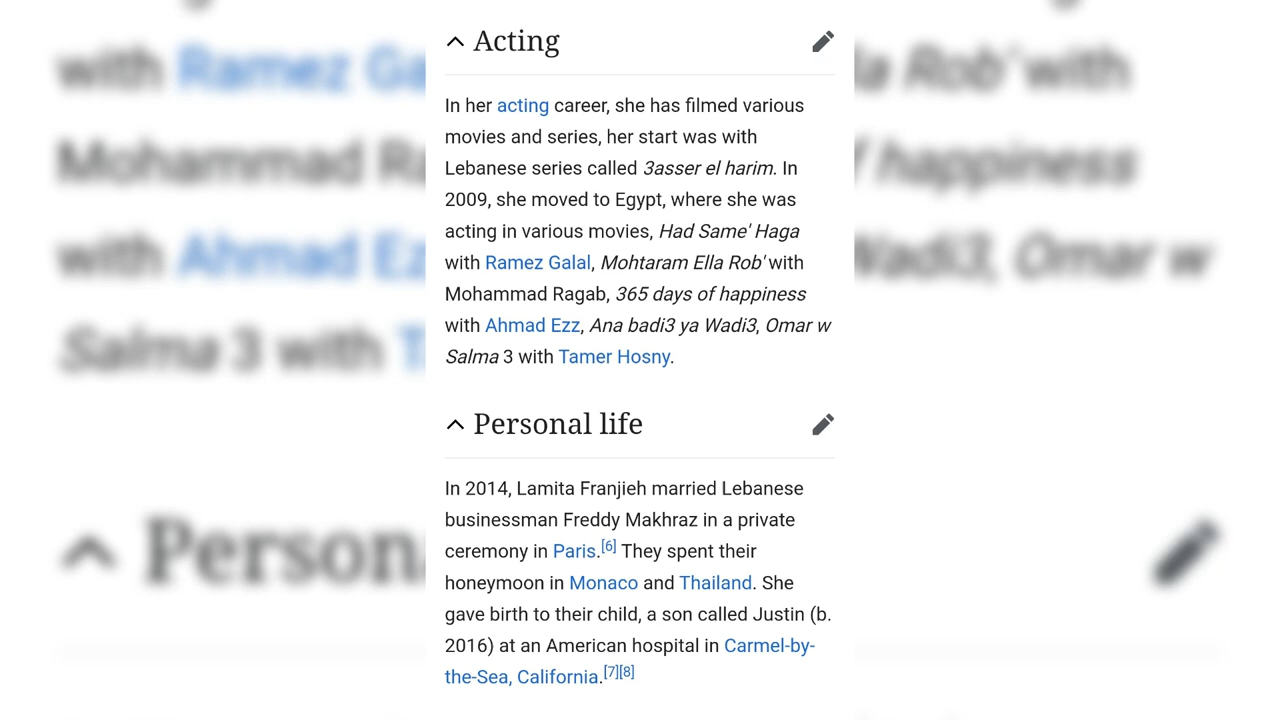 Acting
In her acting career, she has filmed various
movies and series, her start was with
Lebanese series called 3asser el harim. In
2009, she moved to Egypt, where she was
acting in various movies, Had Same' Haga
with Ramez Galal, Mohtaram Ella Rob' with
Mohammad Ragab, 365 days of happiness
with Ahmad Ezz, Ana badi3 ya Wadi3, Omar w
Salma 3 with Tamer Hosny.
Personal life
In 2014, Lamita Franjieh married Lebanese
businessman Freddy Makhraz in a private
ceremony in Paris.[6] They spent their
honeymoon in Monaco and Thailand. She
gave birth to their child, a son called Justin (b.
2016) at an American hospital in Carmel-by-
the-Sea, California.[7][8]